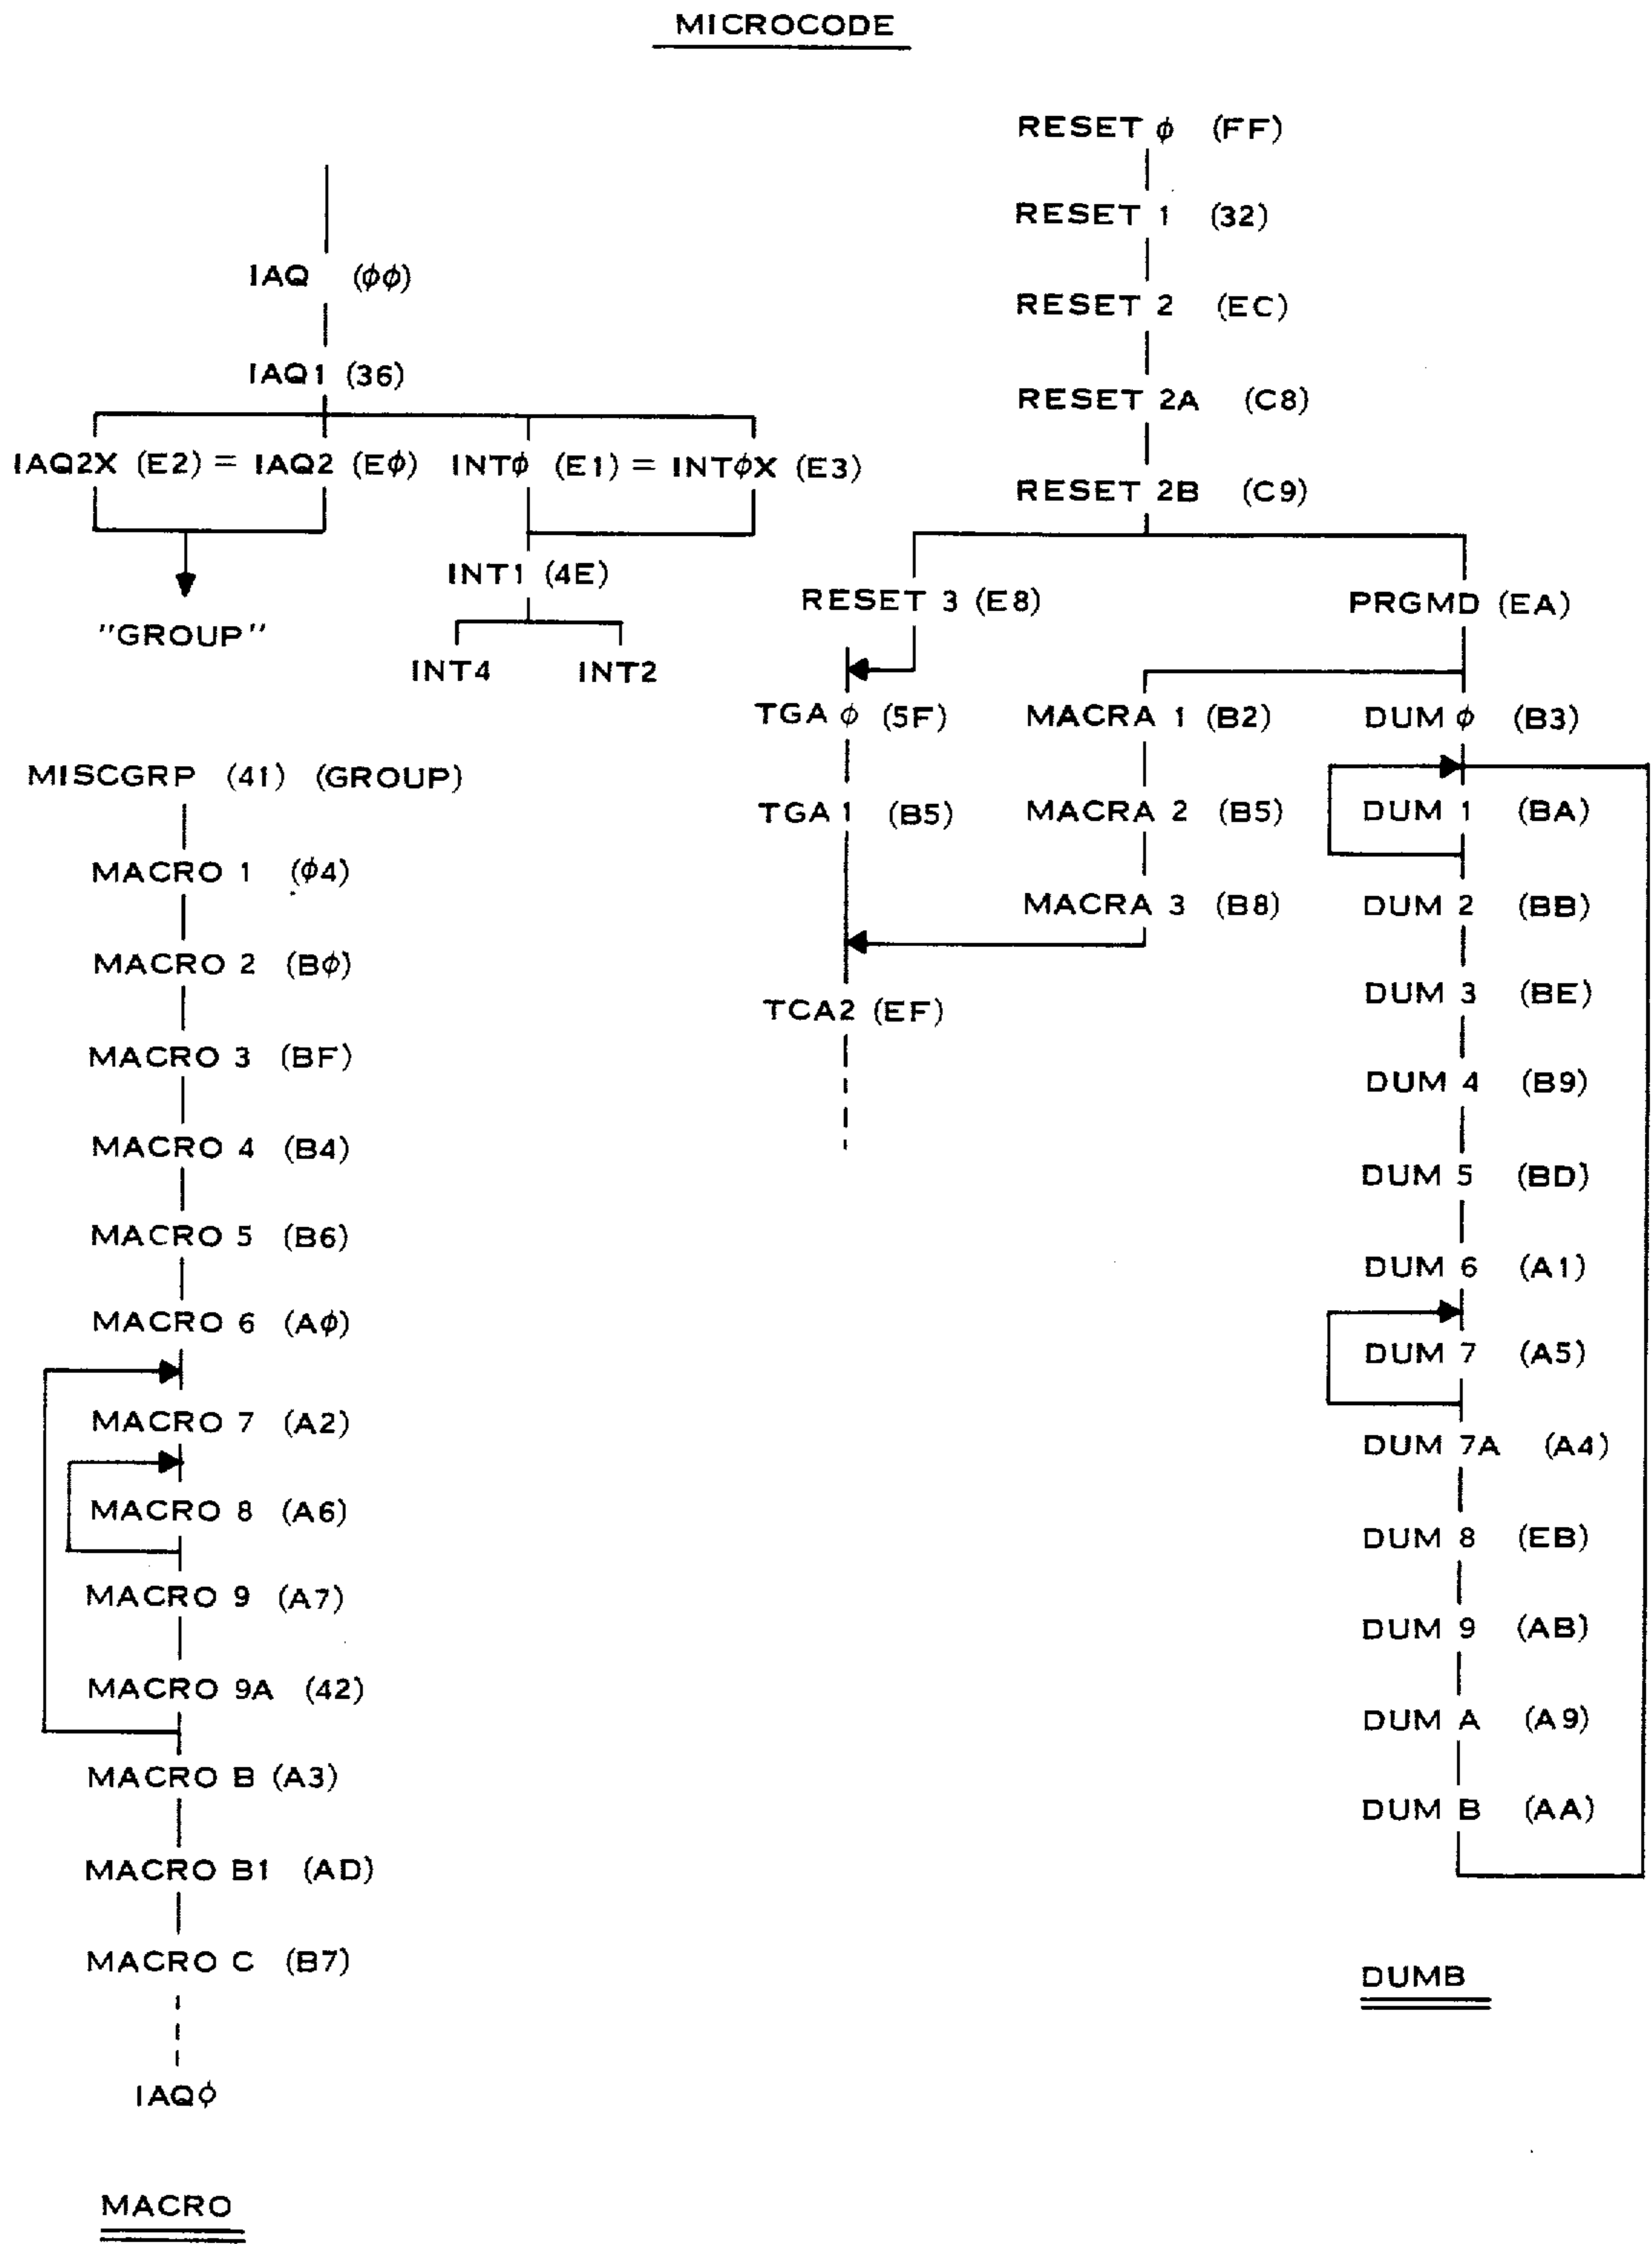 MICROCODE
IAQ (ϕϕ)
IAQ1 (36)
IAQ2X (E2) = IAQ2 (Eϕ) INTϕ (E1) = INTϕX (E3)
"GROUP"
INT1 (4E)
INT4 INT2
RESET ϕ (FF)
RESET 1 (32)
RESET 2 (EC)
RESET 2A (C8)
RESET 2B (C9)
RESET 3 (E8)
PRGMD (EA)
TGA ϕ (5F)
TGA 1 (B5)
TCA2 (EF)
MACRA 1 (B2)
MACRA 2 (B5)
MACRA 3 (B8)
DUM ϕ (B3)
DUM 1 (BA)
DUM 2 (BB)
DUM 3 (BE)
DUM 4 (B9)
DUM 5 (BD)
DUM 6 (A1)
DUM 7 (A5)
DUM 7A (A4)
DUM 8 (EB)
DUM 9 (AB)
DUM A (A9)
DUM B (AA)
DUMB
MISCGRP (41) (GROUP)
MACRO 1 (ϕ4)
MACRO 2 (Bϕ)
MACRO 3 (BF)
MACRO 4 (B4)
MACRO 5 (B6)
MACRO 6 (Aϕ)
MACRO 7 (A2)
MACRO 8 (A6)
MACRO 9 (A7)
MACRO 9A (42)
MACRO B (A3)
MACRO B1 (AD)
MACRO C (B7)
IAQϕ
MACRO